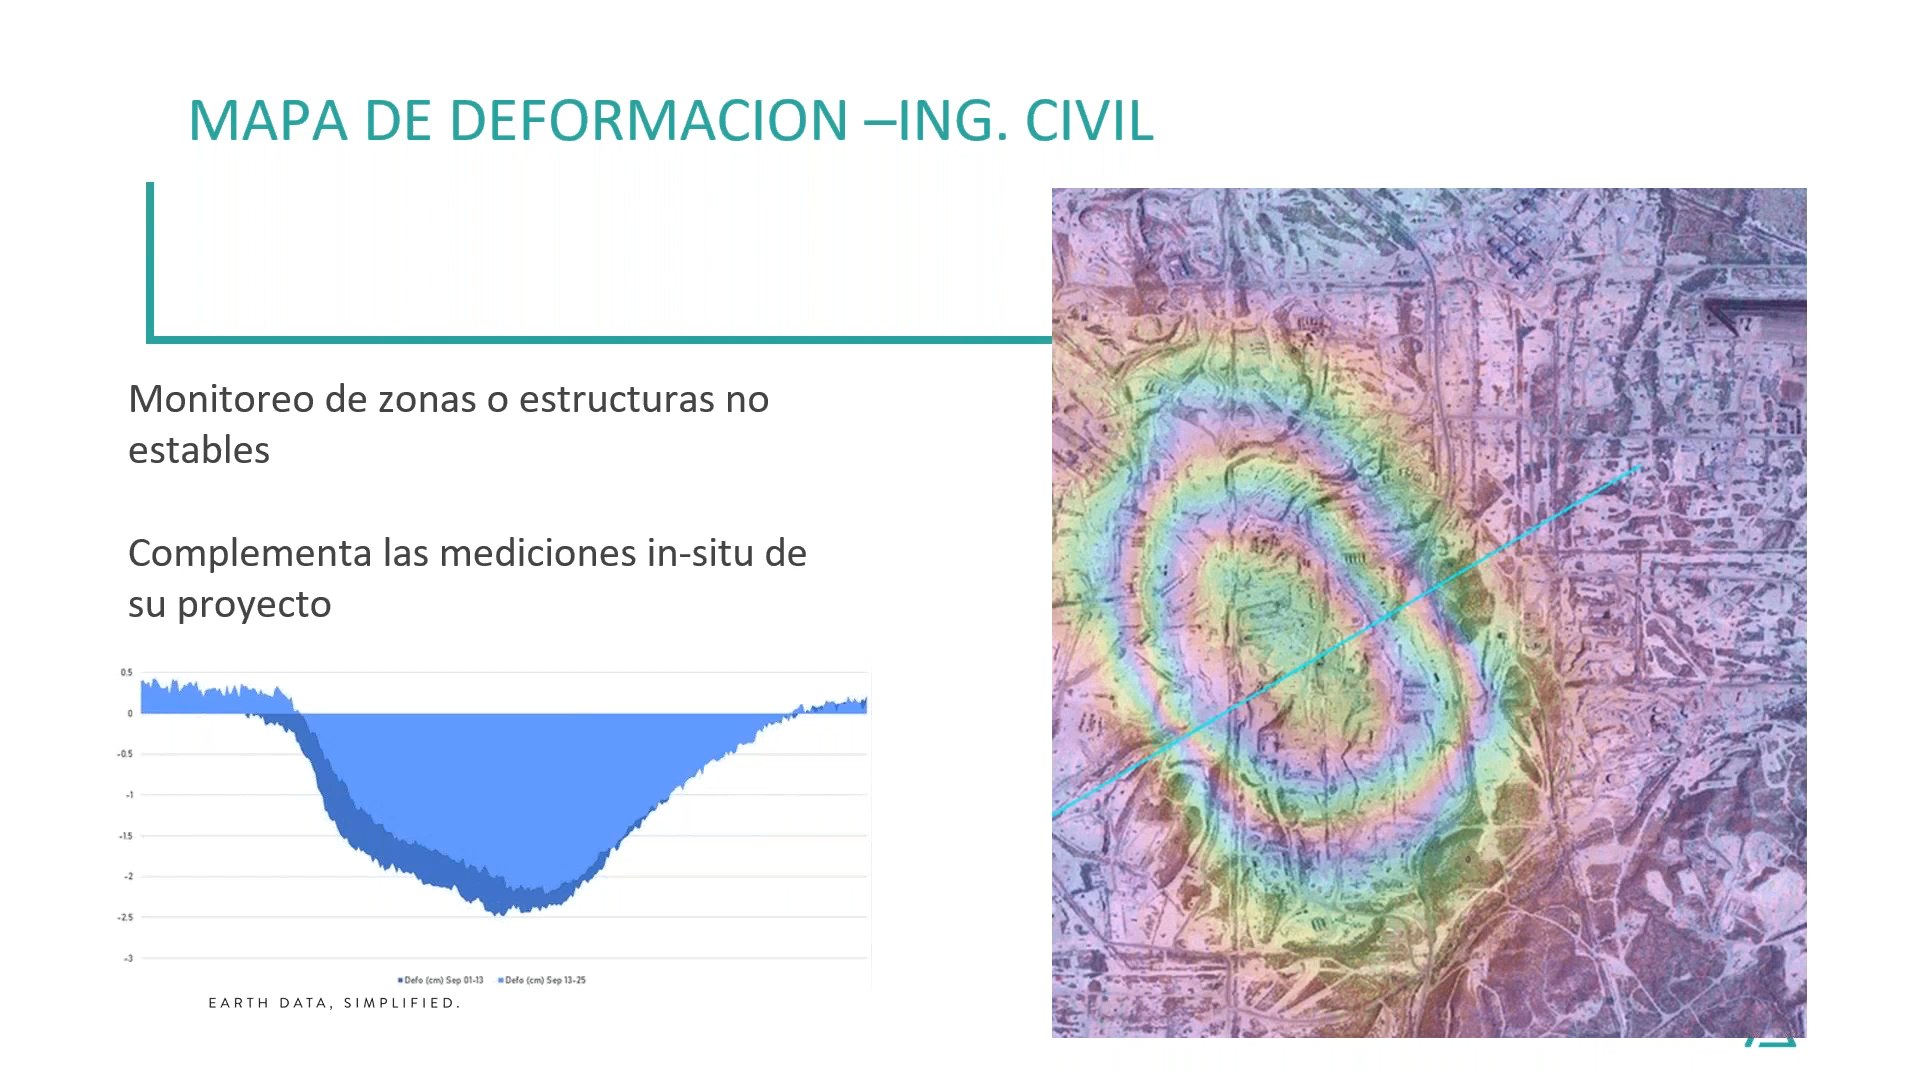 MAPA DE DEFORMACION –ING. CIVIL
Monitoreo de zonas o estructuras no
estables
Complementa las mediciones in-situ de
su proyecto
0.5
0
-0.5
-1
-1.5
-2
-2.5
-3
Defo (cm) Sep 01-13 Defo (cm) Sep 13-25
EARTH DATA, SIMPLIFIED.